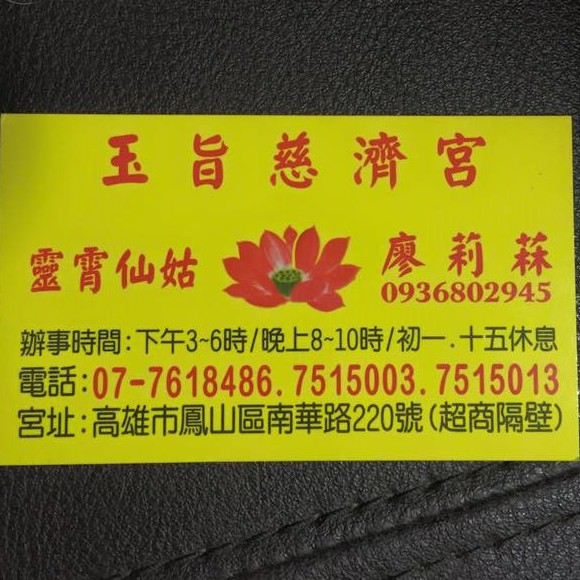 玉旨慈濟宮
靈霄仙姑
廖莉菻
0936802945
辦事時間:下午3~6時/晚上8~10時/初一.十五休息
電話:07-7618486.7515003.7515013
宮址:高雄市鳳山區南華路220號(超商隔壁)